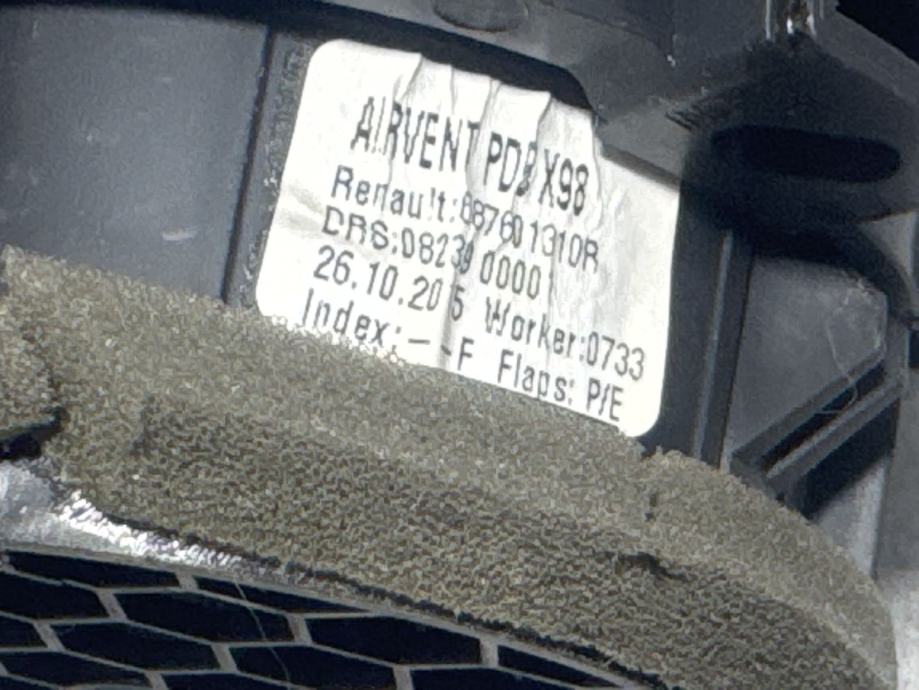 AIRVENT PDB X98
Renault:687601310R
DRS:08239 00001
26.10.2015 Worker:0733
Index: - -F Flaps: P/E